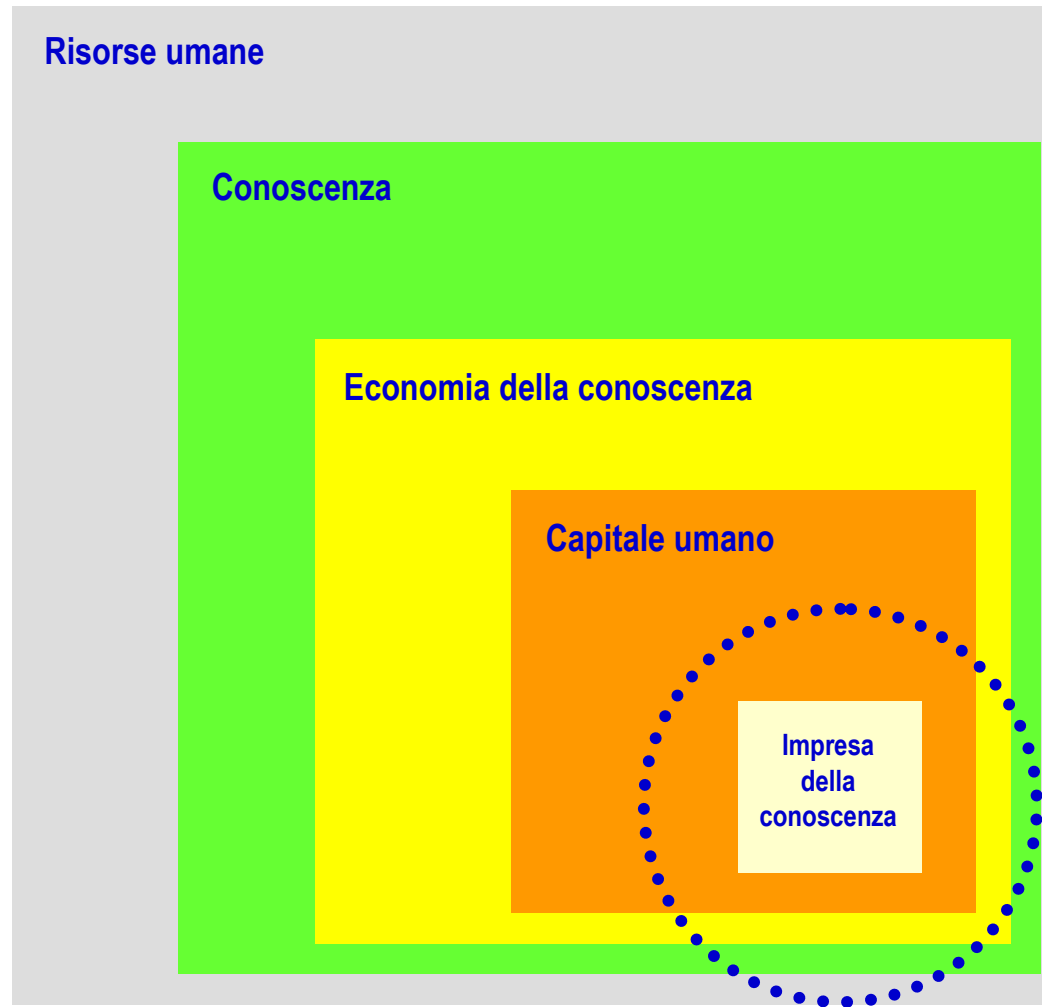 Risorse umane
Conoscenza
Economia della conoscenza
Capitale umano
Impresa
della
conoscenza